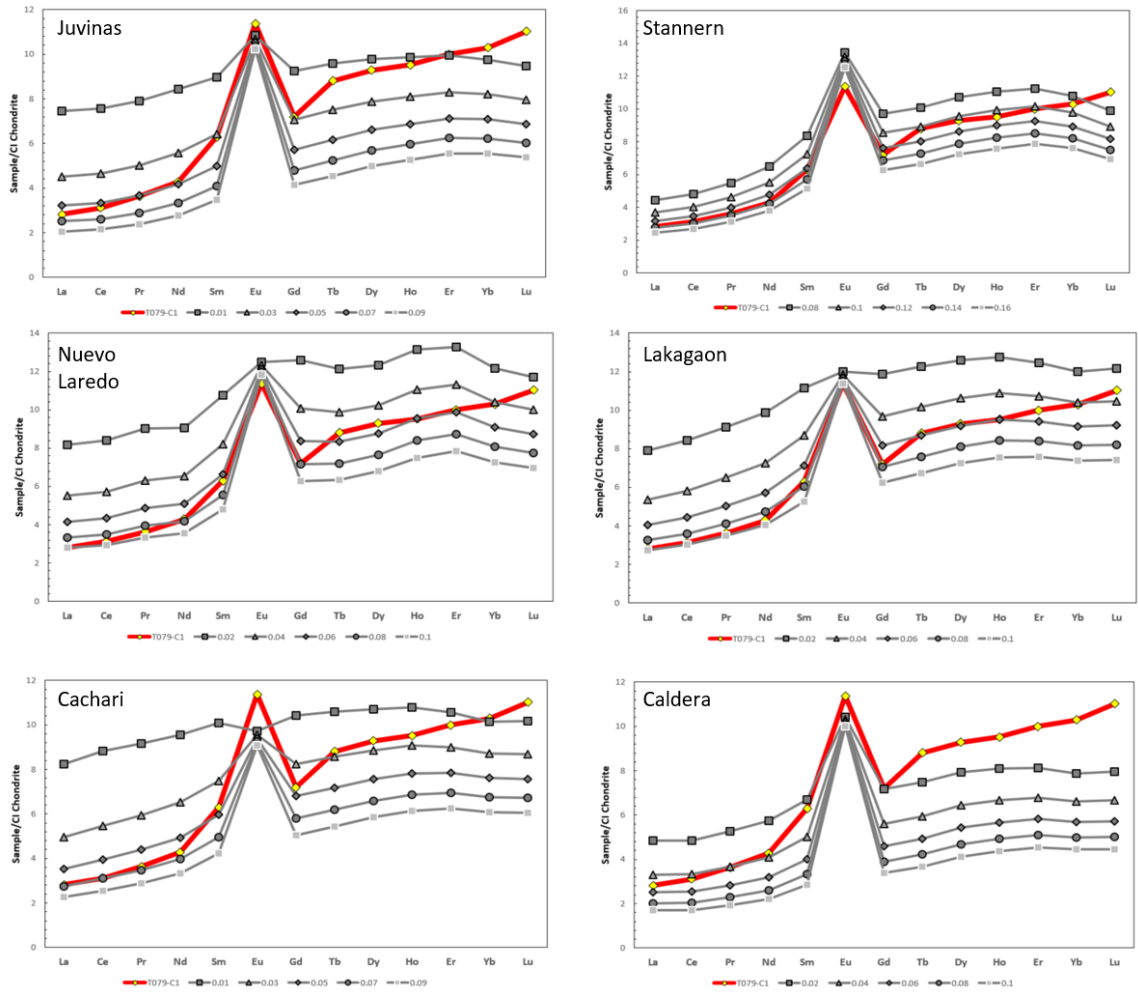 Juvinas
Sample/CI Chondrite
12
10
8
6
4
2
0
La Ce Pr Nd Sm Eu Gd Tb Dy Ho Er Yb Lu
T079-C1 0.01 0.03 0.05 0.07 0.09
Stannern
Sample/CI Chondrite
16
14
12
10
8
6
4
2
0
La Ce Pr Nd Sm Eu Gd Tb Dy Ho Er Yb Lu
T079-C1 0.08 0.1 0.12 0.14 0.16
Nuevo
Laredo
Sample/CI Chondrite
14
12
10
8
6
4
2
0
La Ce Pr Nd Sm Eu Gd Tb Dy Ho Er Yb Lu
T079-C1 0.02 0.04 0.06 0.08 0.1
Lakagaon
Sample/CI Chondrite
14
12
10
8
6
4
2
0
La Ce Pr Nd Sm Eu Gd Tb Dy Ho Er Yb Lu
T079-C1 0.02 0.04 0.06 0.08 0.1
Cachari
Sample/CI Chondrite
12
10
8
6
4
2
0
La Ce Pr Nd Sm Eu Gd Tb Dy Ho Er Yb Lu
T079-C1 0.01 0.03 0.05 0.07 0.09
Caldera
Sample/CI Chondrite
12
10
8
6
4
2
0
La Ce Pr Nd Sm Eu Gd Tb Dy Ho Er Yb Lu
T079-C1 0.02 0.04 0.06 0.08 0.1